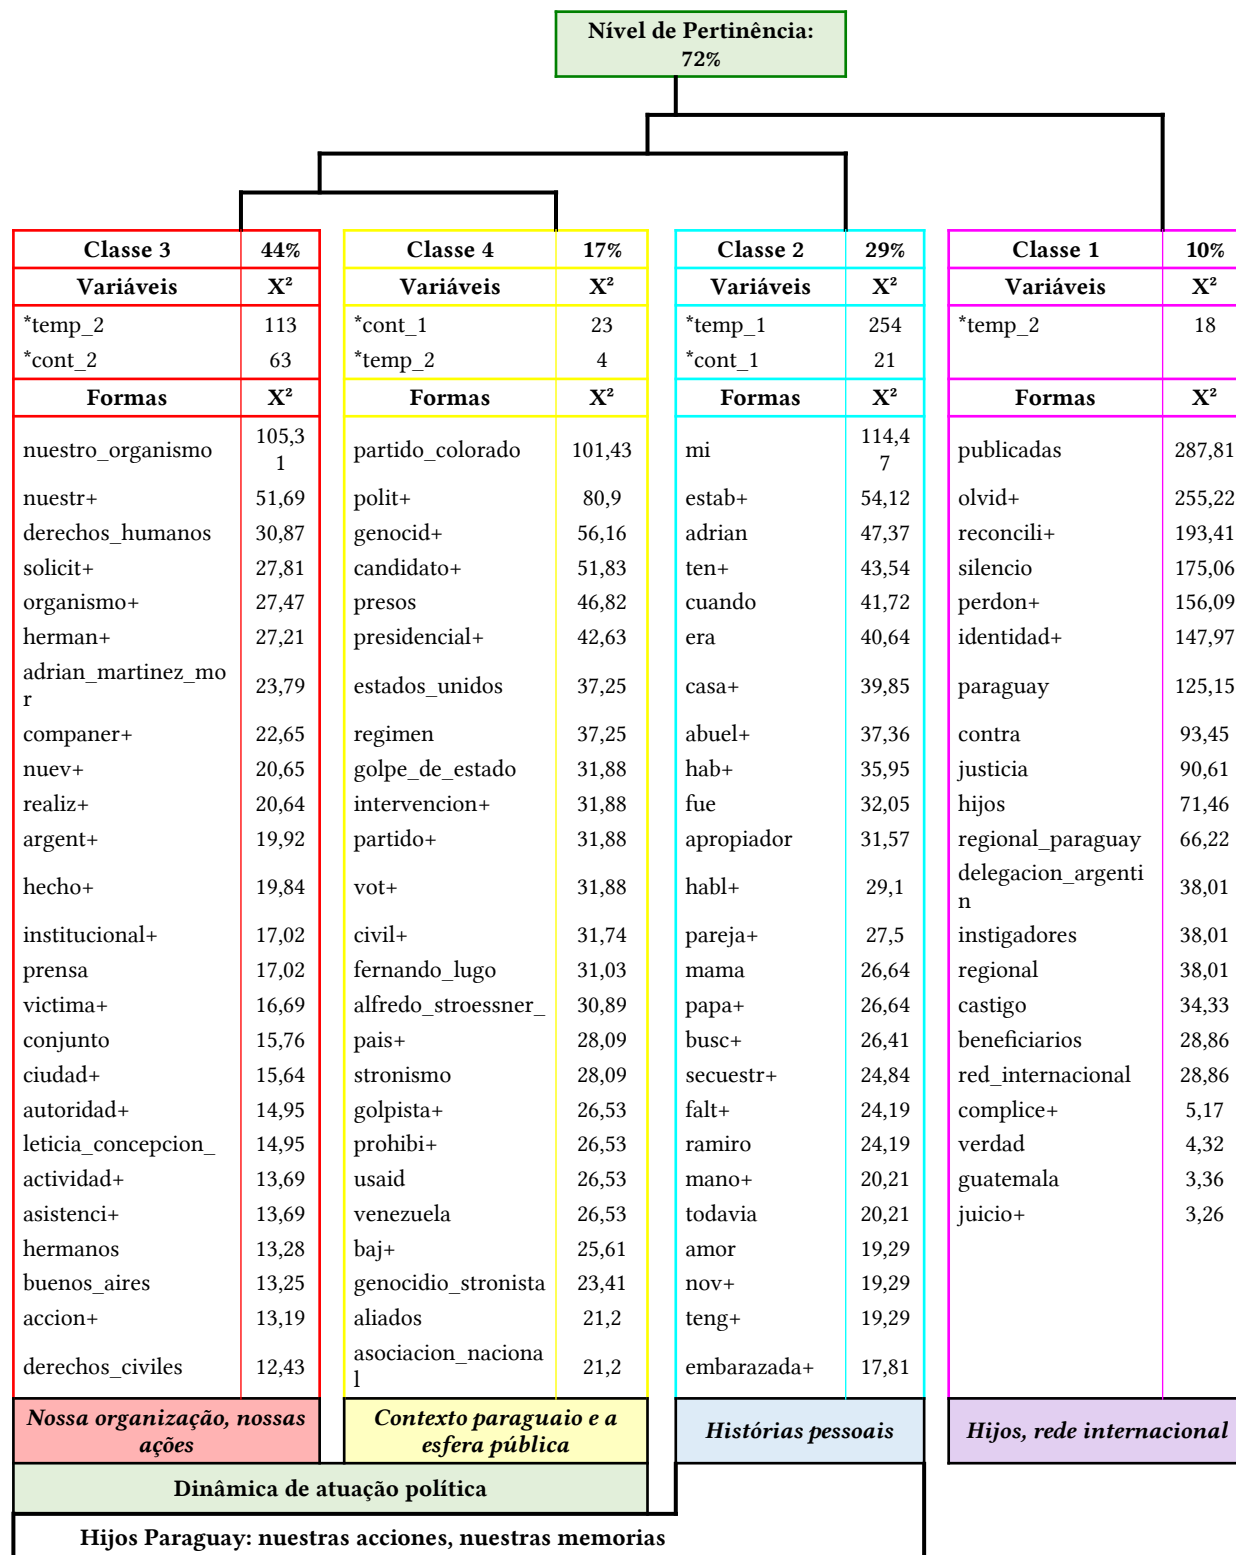 Nível de Pertinência:
72%
Classe 3 44% Classe 4 17% Classe 2 29% Classe 1 10%
Variáveis X² Variáveis X² Variáveis X² Variáveis X²
*temp_2 113 *cont_1 23 *temp_1 254 *temp_2 18
*cont_2 63 *temp_2 4 *cont_1 21
Formas X² Formas X² Formas X² Formas X²
nuestro_organismo 105,3
1 partido_colorado 101,43 mi 114,4
7 publicadas 287,81
nuestr+ 51,69 polit+ 80,9 estab+ 54,12 olvid+ 255,22
derechos_humanos 30,87 genocid+ 56,16 adrian 47,37 reconcili+ 193,41
solicit+ 27,81 candidato+ 51,83 ten+ 43,54 silencio 175,06
organismo+ 27,47 presos 46,82 cuando 41,72 perdon+ 156,09
herman+ 27,21 presidencial+ 42,63 era 40,64 identidad+ 147,97
adrian_martinez_mo
r 23,79 estados_unidos 37,25 casa+ 39,85 paraguay 125,15
companer+ 22,65 regimen 37,25 abuel+ 37,36 contra 93,45
nuev+ 20,65 golpe_de_estado 31,88 hab+ 35,95 justicia 90,61
realiz+ 20,64 intervencion+ 31,88 fue 32,05 hijos 71,46
argent+ 19,92 partido+ 31,88 apropiador 31,57 regional_paraguay 66,22
hecho+ 19,84 vot+ 31,88 habl+ 29,1 delegacion_argenti
n 38,01
institucional+ 17,02 civil+ 31,74 pareja+ 27,5 instigadores 38,01
prensa 17,02 fernando_lugo 31,03 mama 26,64 regional 38,01
victima+ 16,69 alfredo_stroessner_ 30,89 papa+ 26,64 castigo 34,33
conjunto 15,76 pais+ 28,09 busc+ 26,41 beneficiarios 28,86
ciudad+ 15,64 stronismo 28,09 secuestr+ 24,84 red_internacional 28,86
autoridad+ 14,95 golpista+ 26,53 falt+ 24,19 complice+ 5,17
leticia_concepcion_ 14,95 prohibi+ 26,53 ramiro 24,19 verdad 4,32
actividad+ 13,69 usaid 26,53 mano+ 20,21 guatemala 3,36
asistenci+ 13,69 venezuela 26,53 todavia 20,21 juicio+ 3,26
hermanos 13,28 baj+ 25,61 amor 19,29
buenos_aires 13,25 genocidio_stronista 23,41 nov+ 19,29
accion+ 13,19 aliados 21,2 teng+ 19,29
derechos_civiles 12,43 asociacion_naciona
l 21,2 embarazada+ 17,81
Nossa organização, nossas
ações
Contexto paraguaio e a
esfera pública
Histórias pessoais
Hijos, rede internacional
Dinâmica de atuação política
Hijos Paraguay: nuestras acciones, nuestras memorias